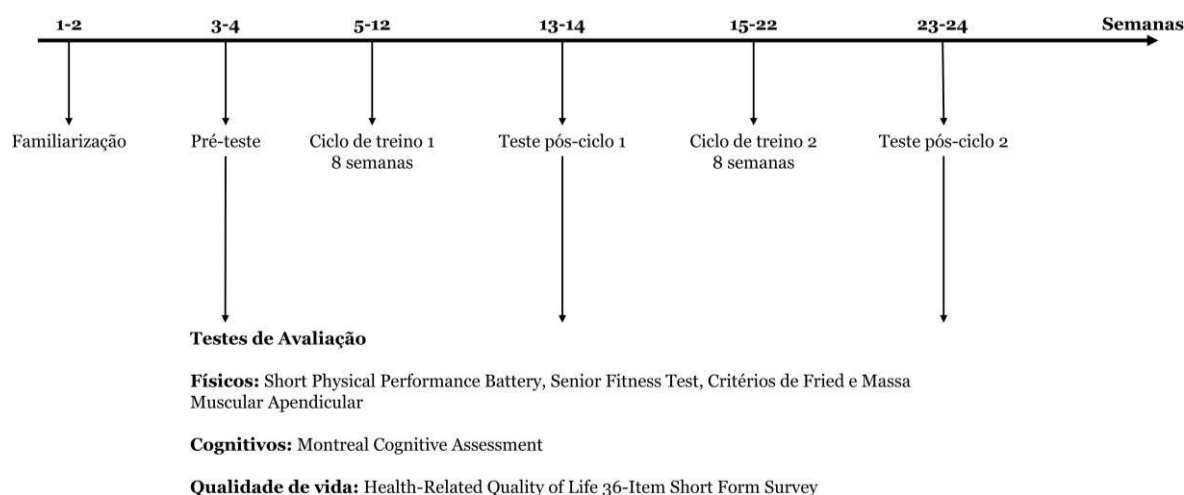 1-2 3-4 5-12 13-14 15-22 23-24 Semanas
Familiarização Pré-teste Ciclo de treino 1 Teste pós-ciclo 1 Ciclo de treino 2 Teste pós-ciclo 2
8 semanas 8 semanas
Testes de Avaliação
Físicos: Short Physical Performance Battery, Senior Fitness Test, Critérios de Fried e Massa
Muscular Apendicular
Cognitivos: Montreal Cognitive Assessment
Qualidade de vida: Health-Related Quality of Life 36-Item Short Form Survey